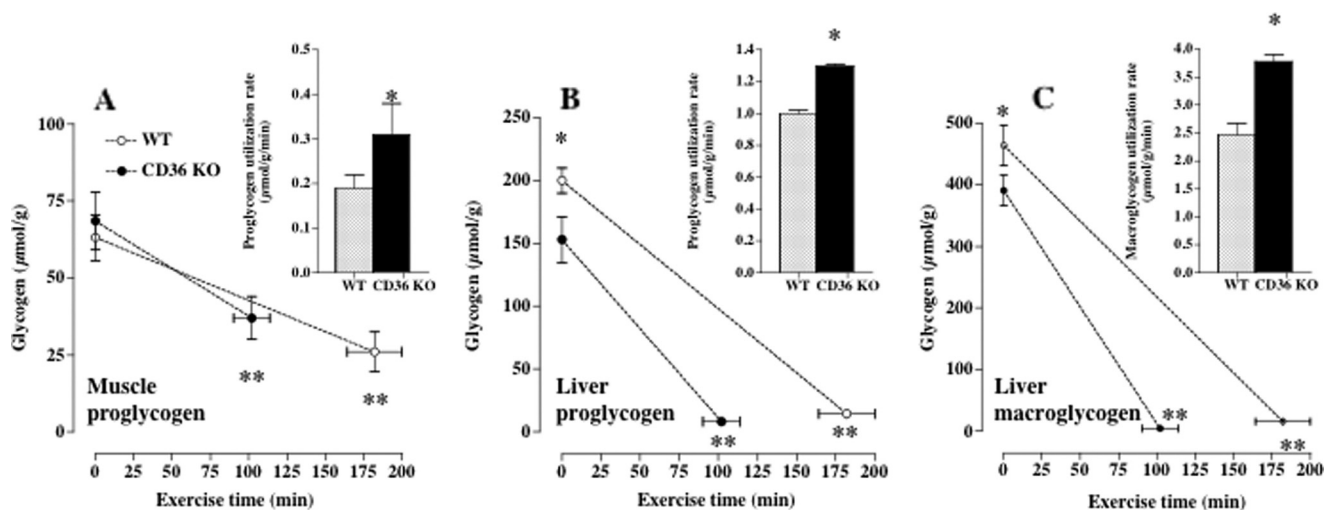 A
WT
CD36 KO
Glycogen (µmol/g)
100
75
50
25
0
**
**
Muscle
proglycogen
0 25 50 75 100 125 150 175 200
Exercise time (min)
Proglycogen utilization rate
(µmol/g/min)
0.5
0.4
0.3
0.2
0.1
0.0
*
WT CD36 KO
B
Glycogen (µmol/g)
250
200
150
100
50
0
*
**
**
Liver
proglycogen
0 25 50 75 100 125 150 175 200
Exercise time (min)
Proglycogen utilization rate
(µmol/g/min)
1.4
1.2
1.0
0.8
0.6
0.4
0.2
0.0
*
WT CD36 KO
C
Glycogen (µmol/g)
500
400
300
200
100
0
*
**
**
Liver
macroglycogen
0 25 50 75 100 125 150 175 200
Exercise time (min)
Macroglycogen utilization rate
(µmol/g/min)
4.0
3.5
3.0
2.5
2.0
1.5
1.0
0.5
0.0
*
WT CD36 KO